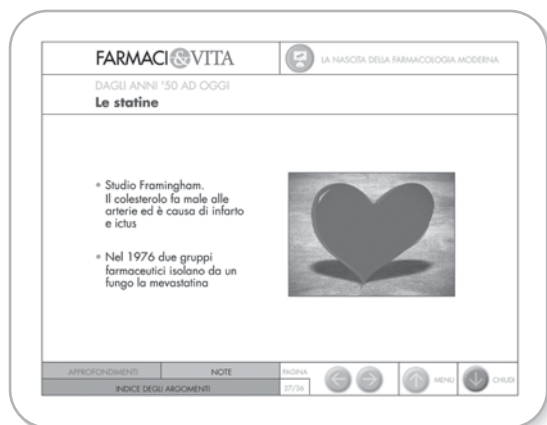 FARMACI&VITA
LA NASCITA DELLA FARMACOLOGIA MODERNA
DAGLI ANNI '50 AD OGGI
Le statine
• Studio Framingham.
Il colesterolo fa male alle
arterie ed è causa di infarto
e ictus
• Nel 1976 due gruppi
farmaceutici isolano da un
fungo la mevastatina
APPROFONDIMENTI
NOTE
PAGINA
MENU
CHIUDI
INDICE DEGLI ARGOMENTI
27/36